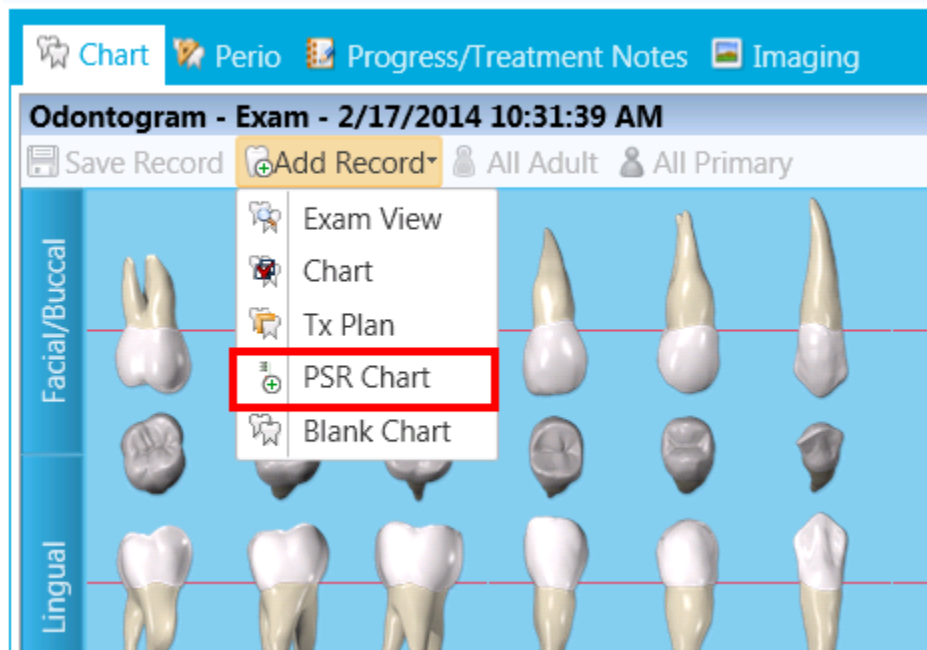 Chart Perio Progress/Treatment Notes Imaging
Odontogram - Exam - 2/17/2014 10:31:39 AM
Save Record Add Record All Adult All Primary
Exam View
Chart
Tx Plan
PSR Chart
Blank Chart
Facial/Buccal
Lingual